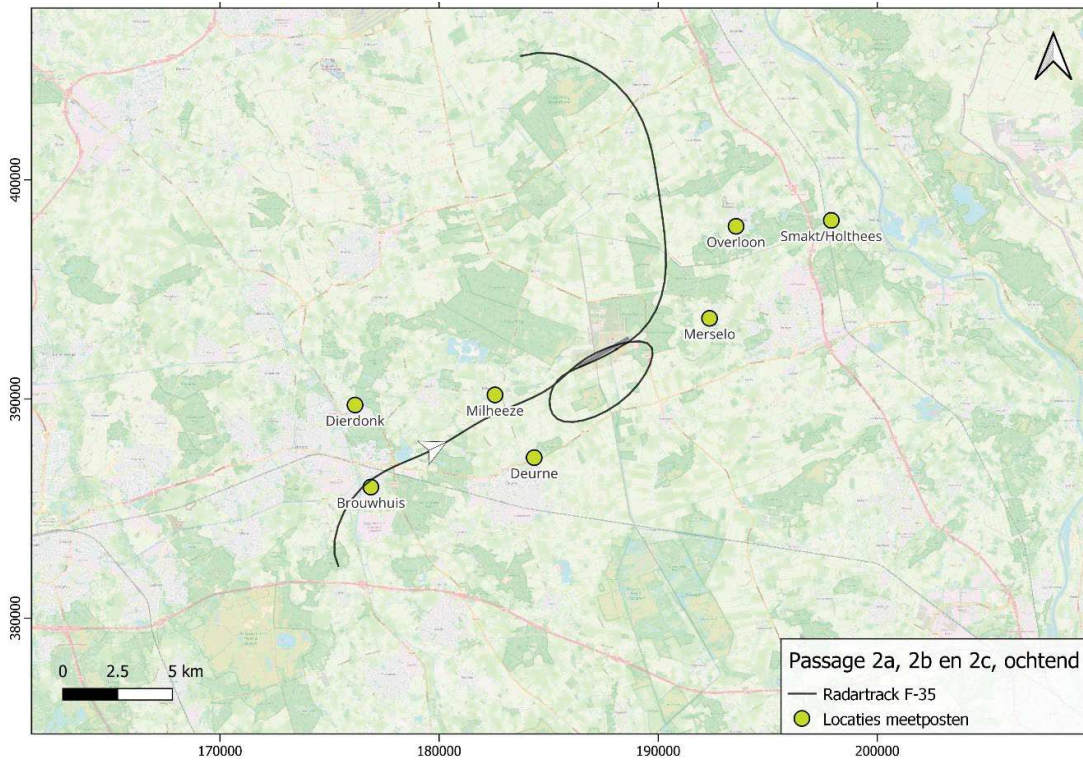 400000
390000
380000
Overloon
Smakt/Holthees
Merselo
Dierdonk
Milheeze
Deurne
Brouwhuis
0 2.5 5 km
Passage 2a, 2b en 2c, ochtend
Radartrack F-35
Locaties meetposten
170000 180000 190000 200000